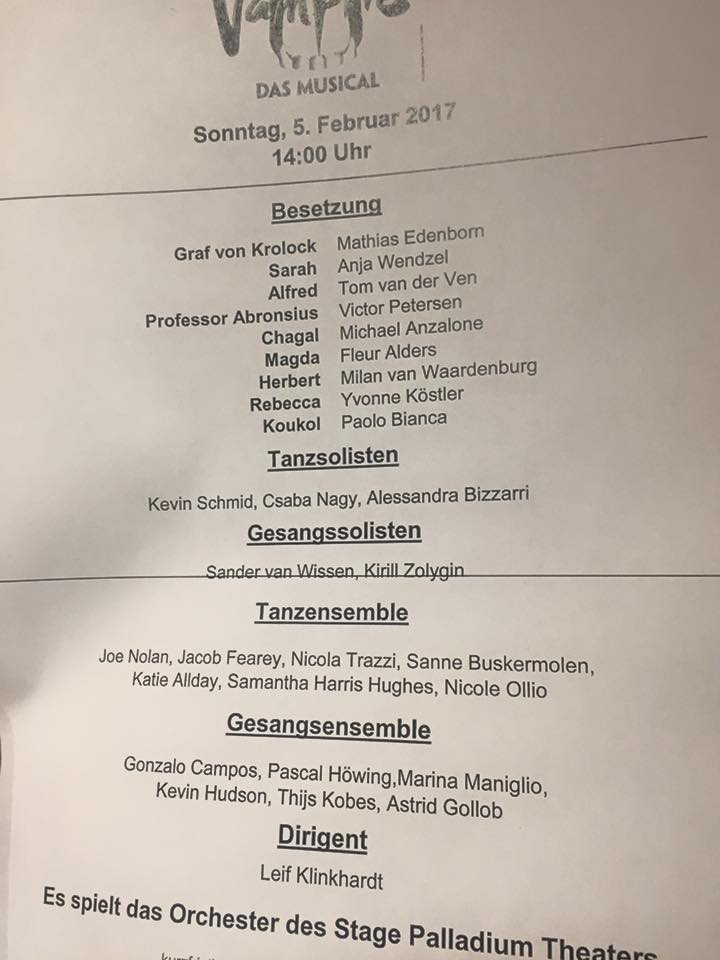 Vampire
DAS MUSICAL
Sonntag, 5. Februar 2017
14:00 Uhr
Besetzung
Graf von Krolock Mathias Edenborn
Sarah Anja Wendzel
Alfred Tom van der Ven
Professor Abronsius Victor Petersen
Chagal Michael Anzalone
Magda Fleur Alders
Herbert Milan van Waardenburg
Rebecca Yvonne Köstler
Koukol Paolo Bianca
Tanzsolisten
Kevin Schmid, Csaba Nagy, Alessandra Bizzarri
Gesangssolisten
Sander van Wissen, Kirill Zolygin
Tanzensemble
Joe Nolan, Jacob Fearey, Nicola Trazzi, Sanne Buskermolen,
Katie Allday, Samantha Harris Hughes, Nicole Ollio
Gesangsensemble
Gonzalo Campos, Pascal Höwing,Marina Maniglio,
Kevin Hudson, Thijs Kobes, Astrid Gollob
Dirigent
Leif Klinkhardt
Es spielt das Orchester des Stage Palladium Theaters